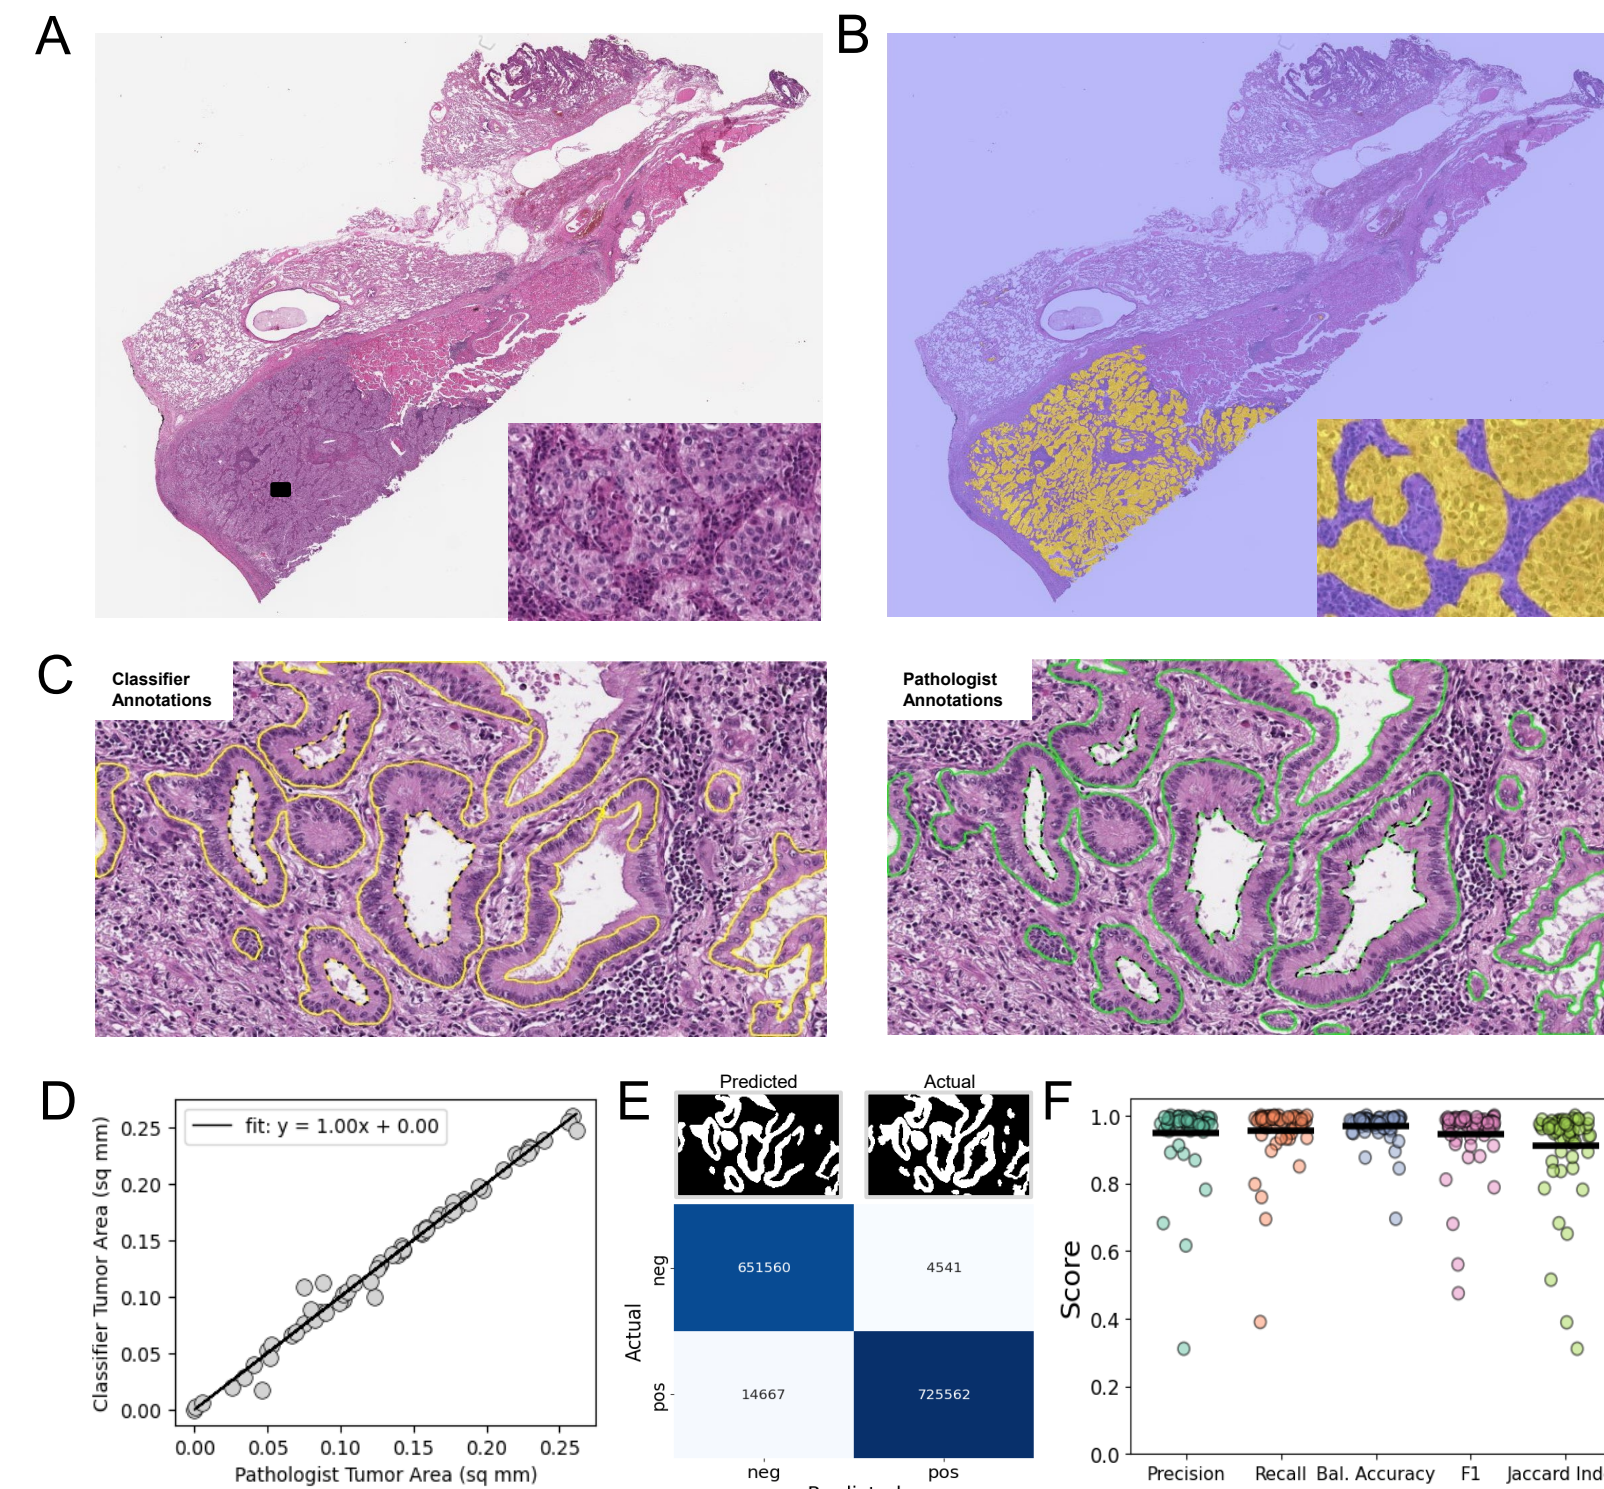 A
B
C
Classifier
Annotations
Pathologist
Annotations
D
fit: y = 1.00x + 0.00
Classifier Tumor Area (sq mm)
0.25
0.20
0.15
0.10
0.05
0.00
0.00 0.05 0.10 0.15 0.20 0.25
Pathologist Tumor Area (sq mm)
E
Predicted Actual
Actual
neg
pos
651560 4541
14667 725562
neg pos
F
Score
1.0
0.8
0.6
0.4
0.2
0.0
Precision Recall Bal. Accuracy F1 Jaccard Ind